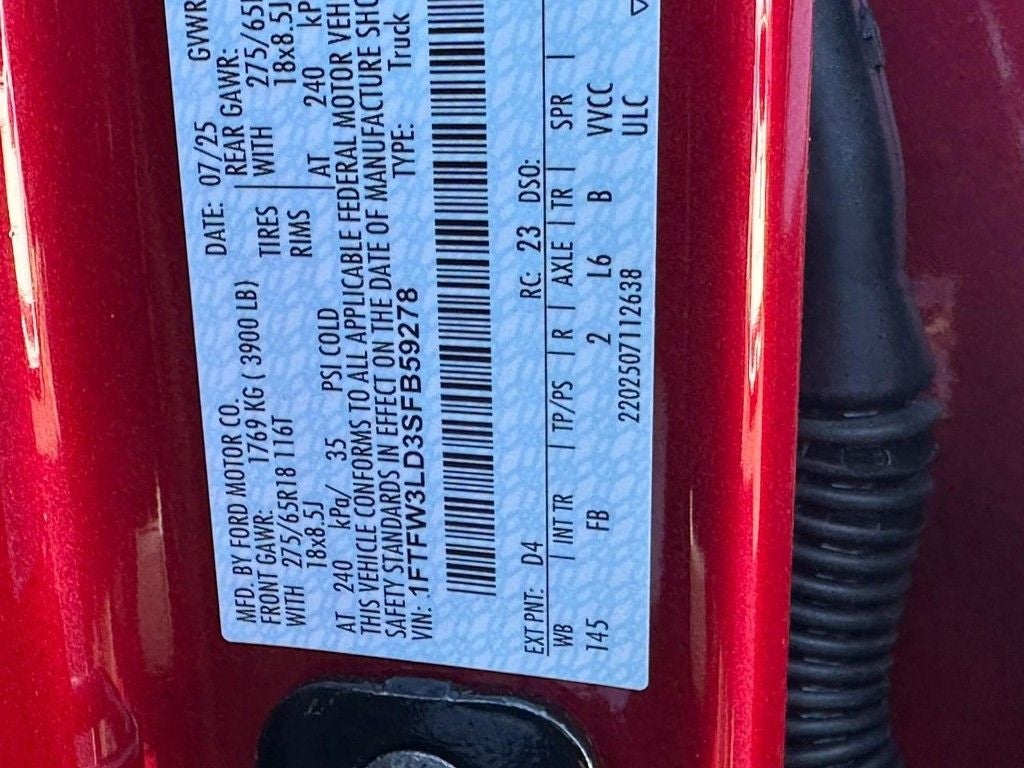 MFD. BY FORD MOTOR CO. DATE: 07/25 GVWR
FRONT GAWR: REAR GAWR:
1769 KG ( 3900 LB)
WITH 275/65R18 116T TIRES WITH 275/65
18x8.5J RIMS 18x8.5J
AT 240 kPa/ 35 PSI COLD AT 240
THIS VEHICLE CONFORMS TO ALL APPLICABLE FEDERAL MOTOR VEH
SAFETY STANDARDS IN EFFECT ON THE DATE OF MANUFACTURE SHO
VIN: 1FTFW3LD3SFB59278 TYPE: Truck
EXT PNT: D4 RC: 23 DSO:
WB | INT TR | TP/PS | R | AXLE | TR | SPR |
145 FB 2 L6 B VVCC
2202507112638 ULC